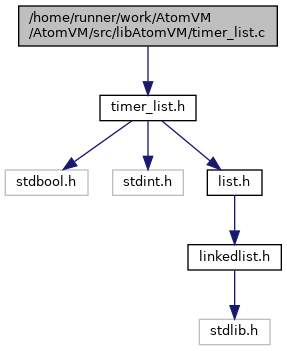 /home/runner/work/AtomVM
/AtomVM/src/libAtomVM/timer_list.c
timer_list.h
stdbool.h
stdint.h
list.h
linkedlist.h
stdlib.h